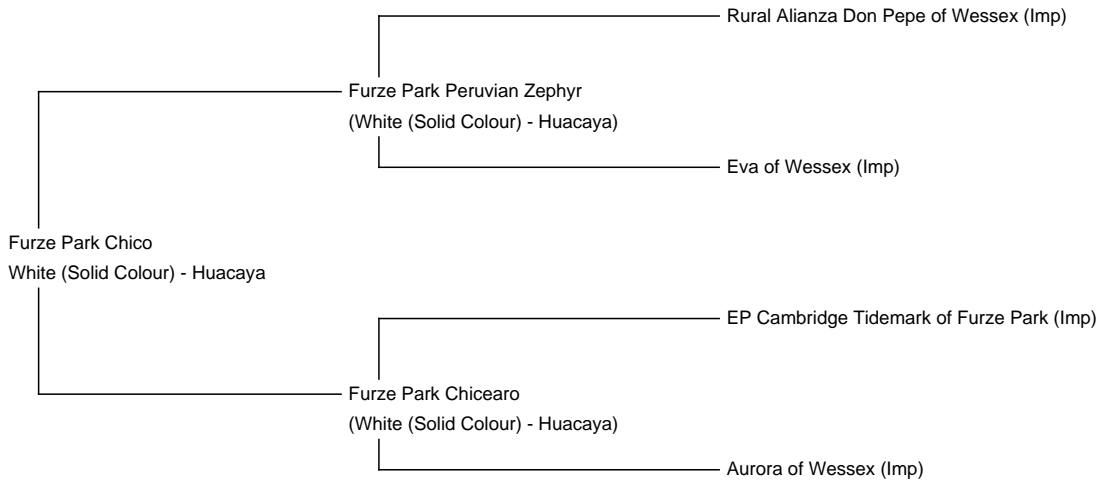 Rural Alianza Don Pepe of Wessex (Imp)
Furze Park Peruvian Zephyr
(White (Solid Colour) - Huacaya)
Eva of Wessex (Imp)
Furze Park Chico
White (Solid Colour) - Huacaya
EP Cambridge Tidemark of Furze Park (Imp)
Furze Park Chicearo
(White (Solid Colour) - Huacaya)
Aurora of Wessex (Imp)